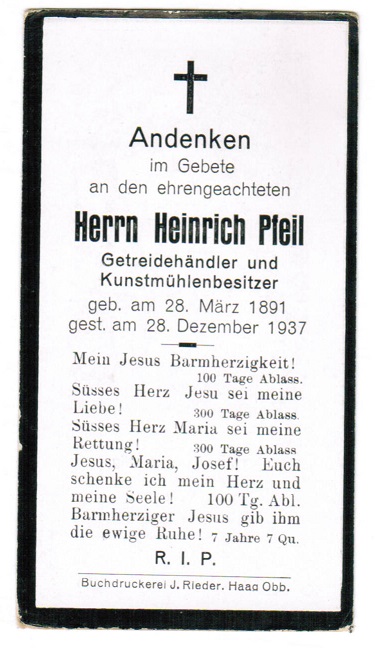 Andenken
im Gebete
an den ehrengeachteten
Herrn Heinrich Pfeil
Getreidehändler und
Kunstmühlenbesitzer
geb. am 28. März 1891
gest. am 28. Dezember 1937
Mein Jesus Barmherzigkeit!
100 Tage Ablass.
Süsses Herz Jesu sei meine
Liebe! 300 Tage Ablass.
Süsses Herz Maria sei meine
Rettung! 300 Tage Ablass
Jesus, Maria, Josef! Euch
schenke ich mein Herz und
meine Seele! 100 Tg. Abl.
Barmherziger Jesus gib ihm
die ewige Ruhe! 7 Jahre 7 Qu.
R. I. P.
Buchdruckerei J. Rieder. Haag Obb.